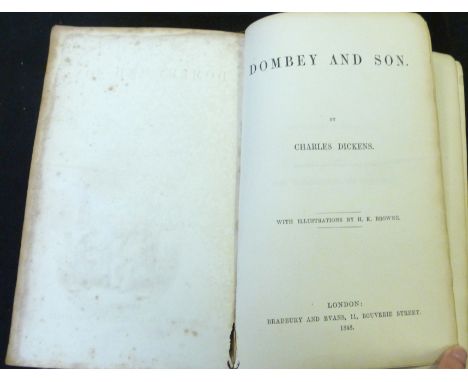 DOMBEY AND SON.
BY
CHARLES DICKENS.
WITH ILLUSTRATIONS BY H. K. BROWNE.
LONDON:
BRADBURY AND EVANS, 11, BOUVERIE STREET.
1848.